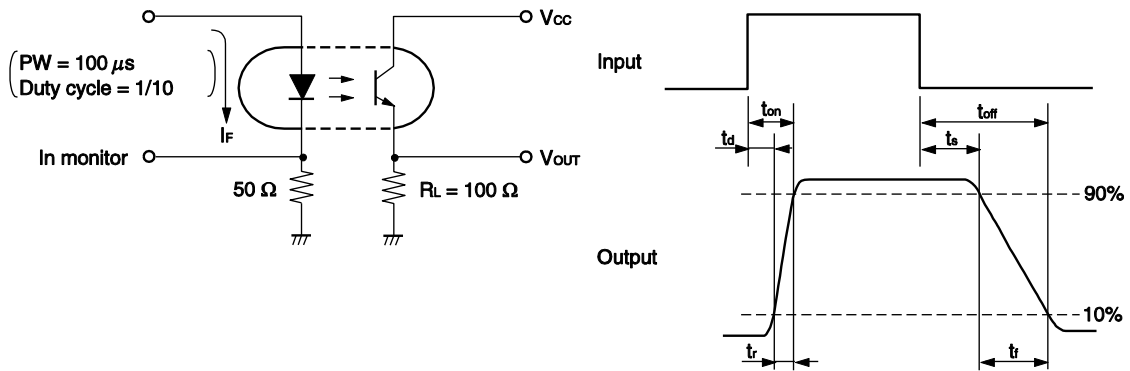 VCC
PW = 100 μs
Duty cycle = 1/10
IF
In monitor
VOUT
50 Ω
RL = 100 Ω
Input
ton
toff
td
ts
90%
Output
10%
tr
tf